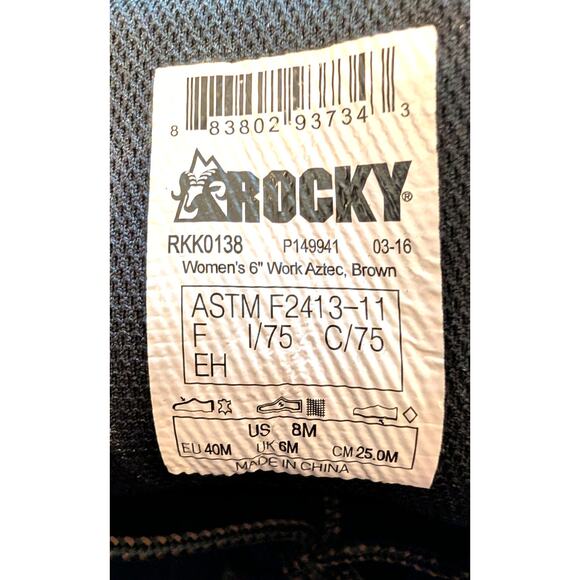 8 83802 93734 3
ROCKY®
RKK0138 P149941 03-16
Women's 6" Work Aztec, Brown
ASTM F2413-11
F I/75 C/75
EH
US 8M
EU 40M UK 6M CM 25.0M
MADE IN CHINA